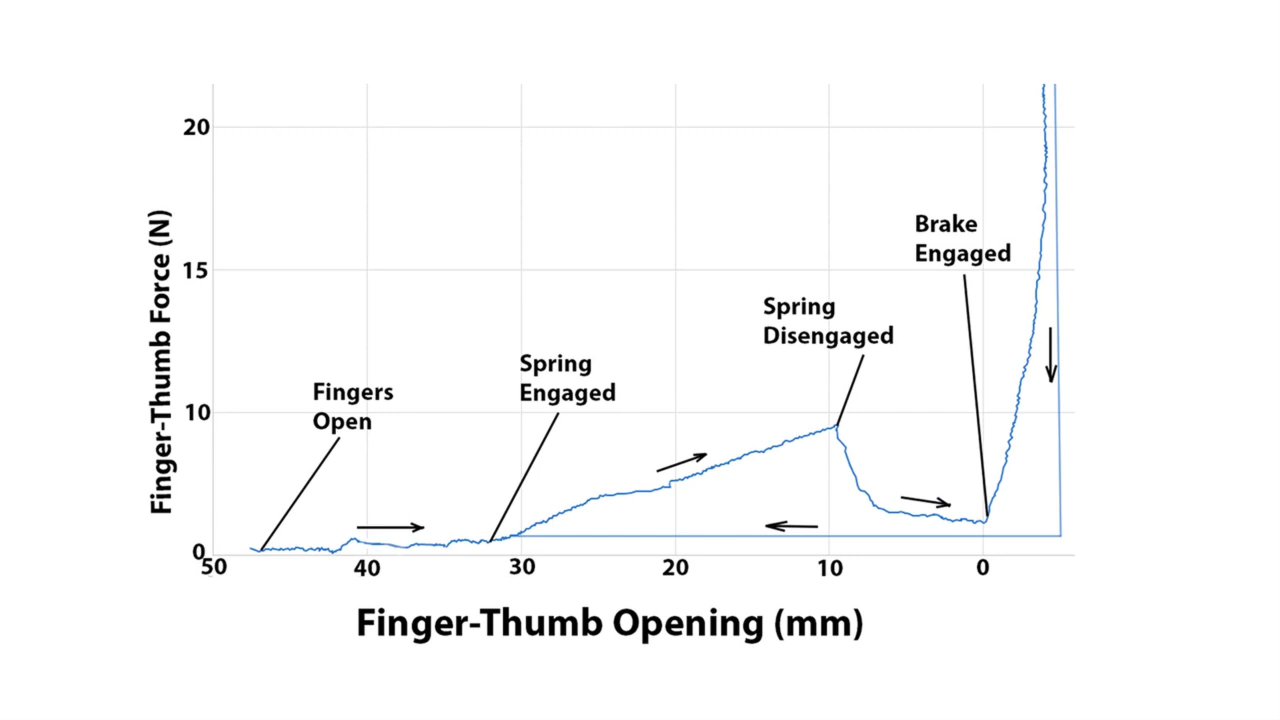 20
15
10
0
Finger-Thumb Force (N)
Fingers
Open
Spring
Engaged
Spring
Disengaged
Brake
Engaged
50 40 30 20 10 0
Finger-Thumb Opening (mm)